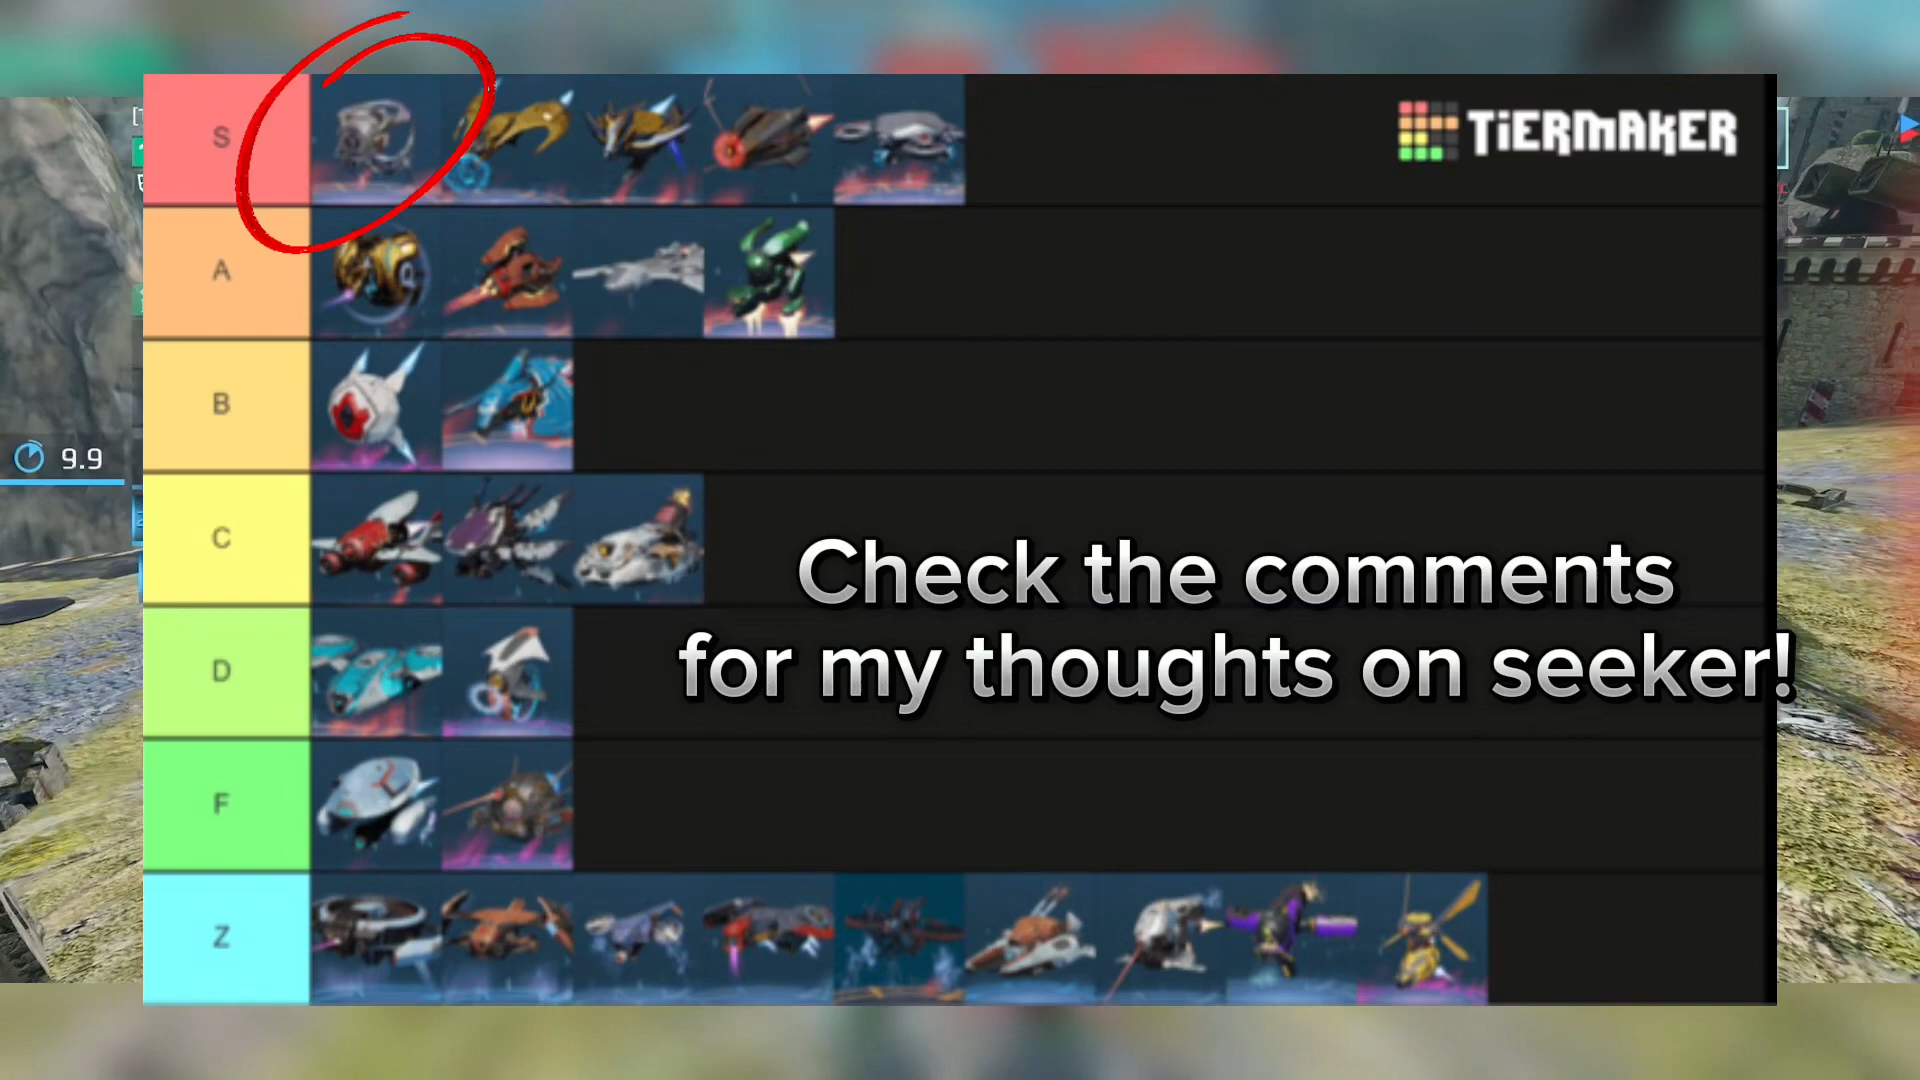 S
TiERMAKER
A
B
9.9
C
Check the comments
for my thoughts on seeker!
D
F
Z